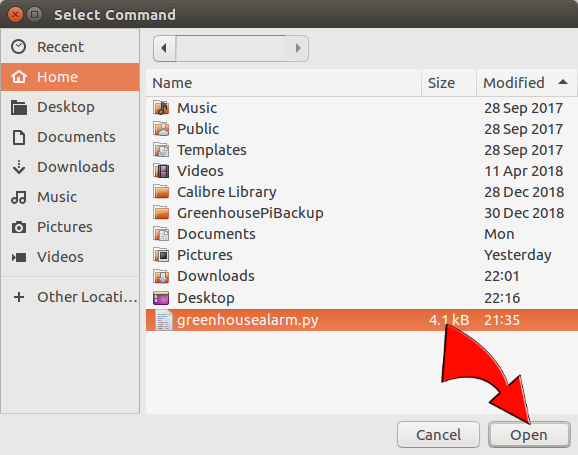 Select Command
Recent
Home
Desktop
Documents
Downloads
Music
Pictures
Videos
Other Locati...
Name Size Modified
Music 28 Sep 2017
Public 28 Sep 2017
Templates 28 Sep 2017
Videos 11 Apr 2018
Calibre Library 28 Dec 2018
GreenhousePiBackup 30 Dec 2018
Documents Mon
Pictures Yesterday
Downloads 22:01
Desktop 22:16
greenhousealarm.py 4.1 kB 21:35
Cancel Open